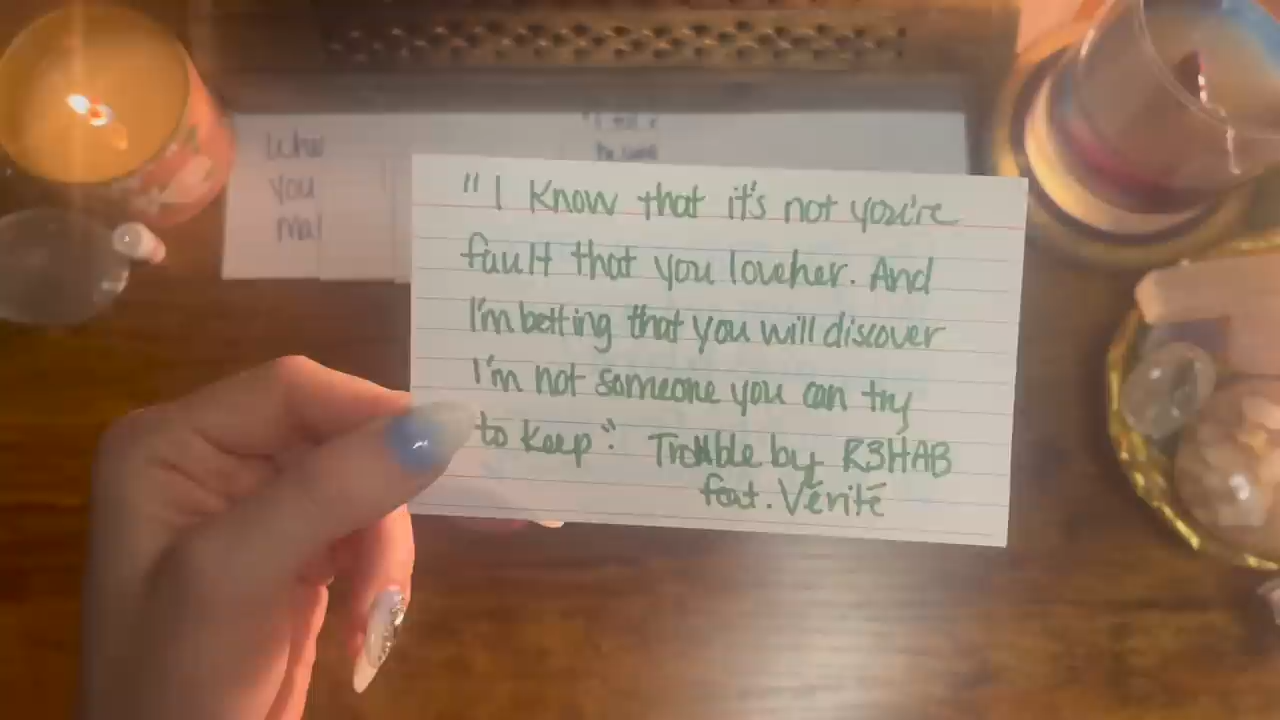 you
"I Know that it's not you're
fault that you loveher. And
I'm betting that you will discover
I'm not someone you can try
to keep." Trouble by R3HAB
feat. Vérité